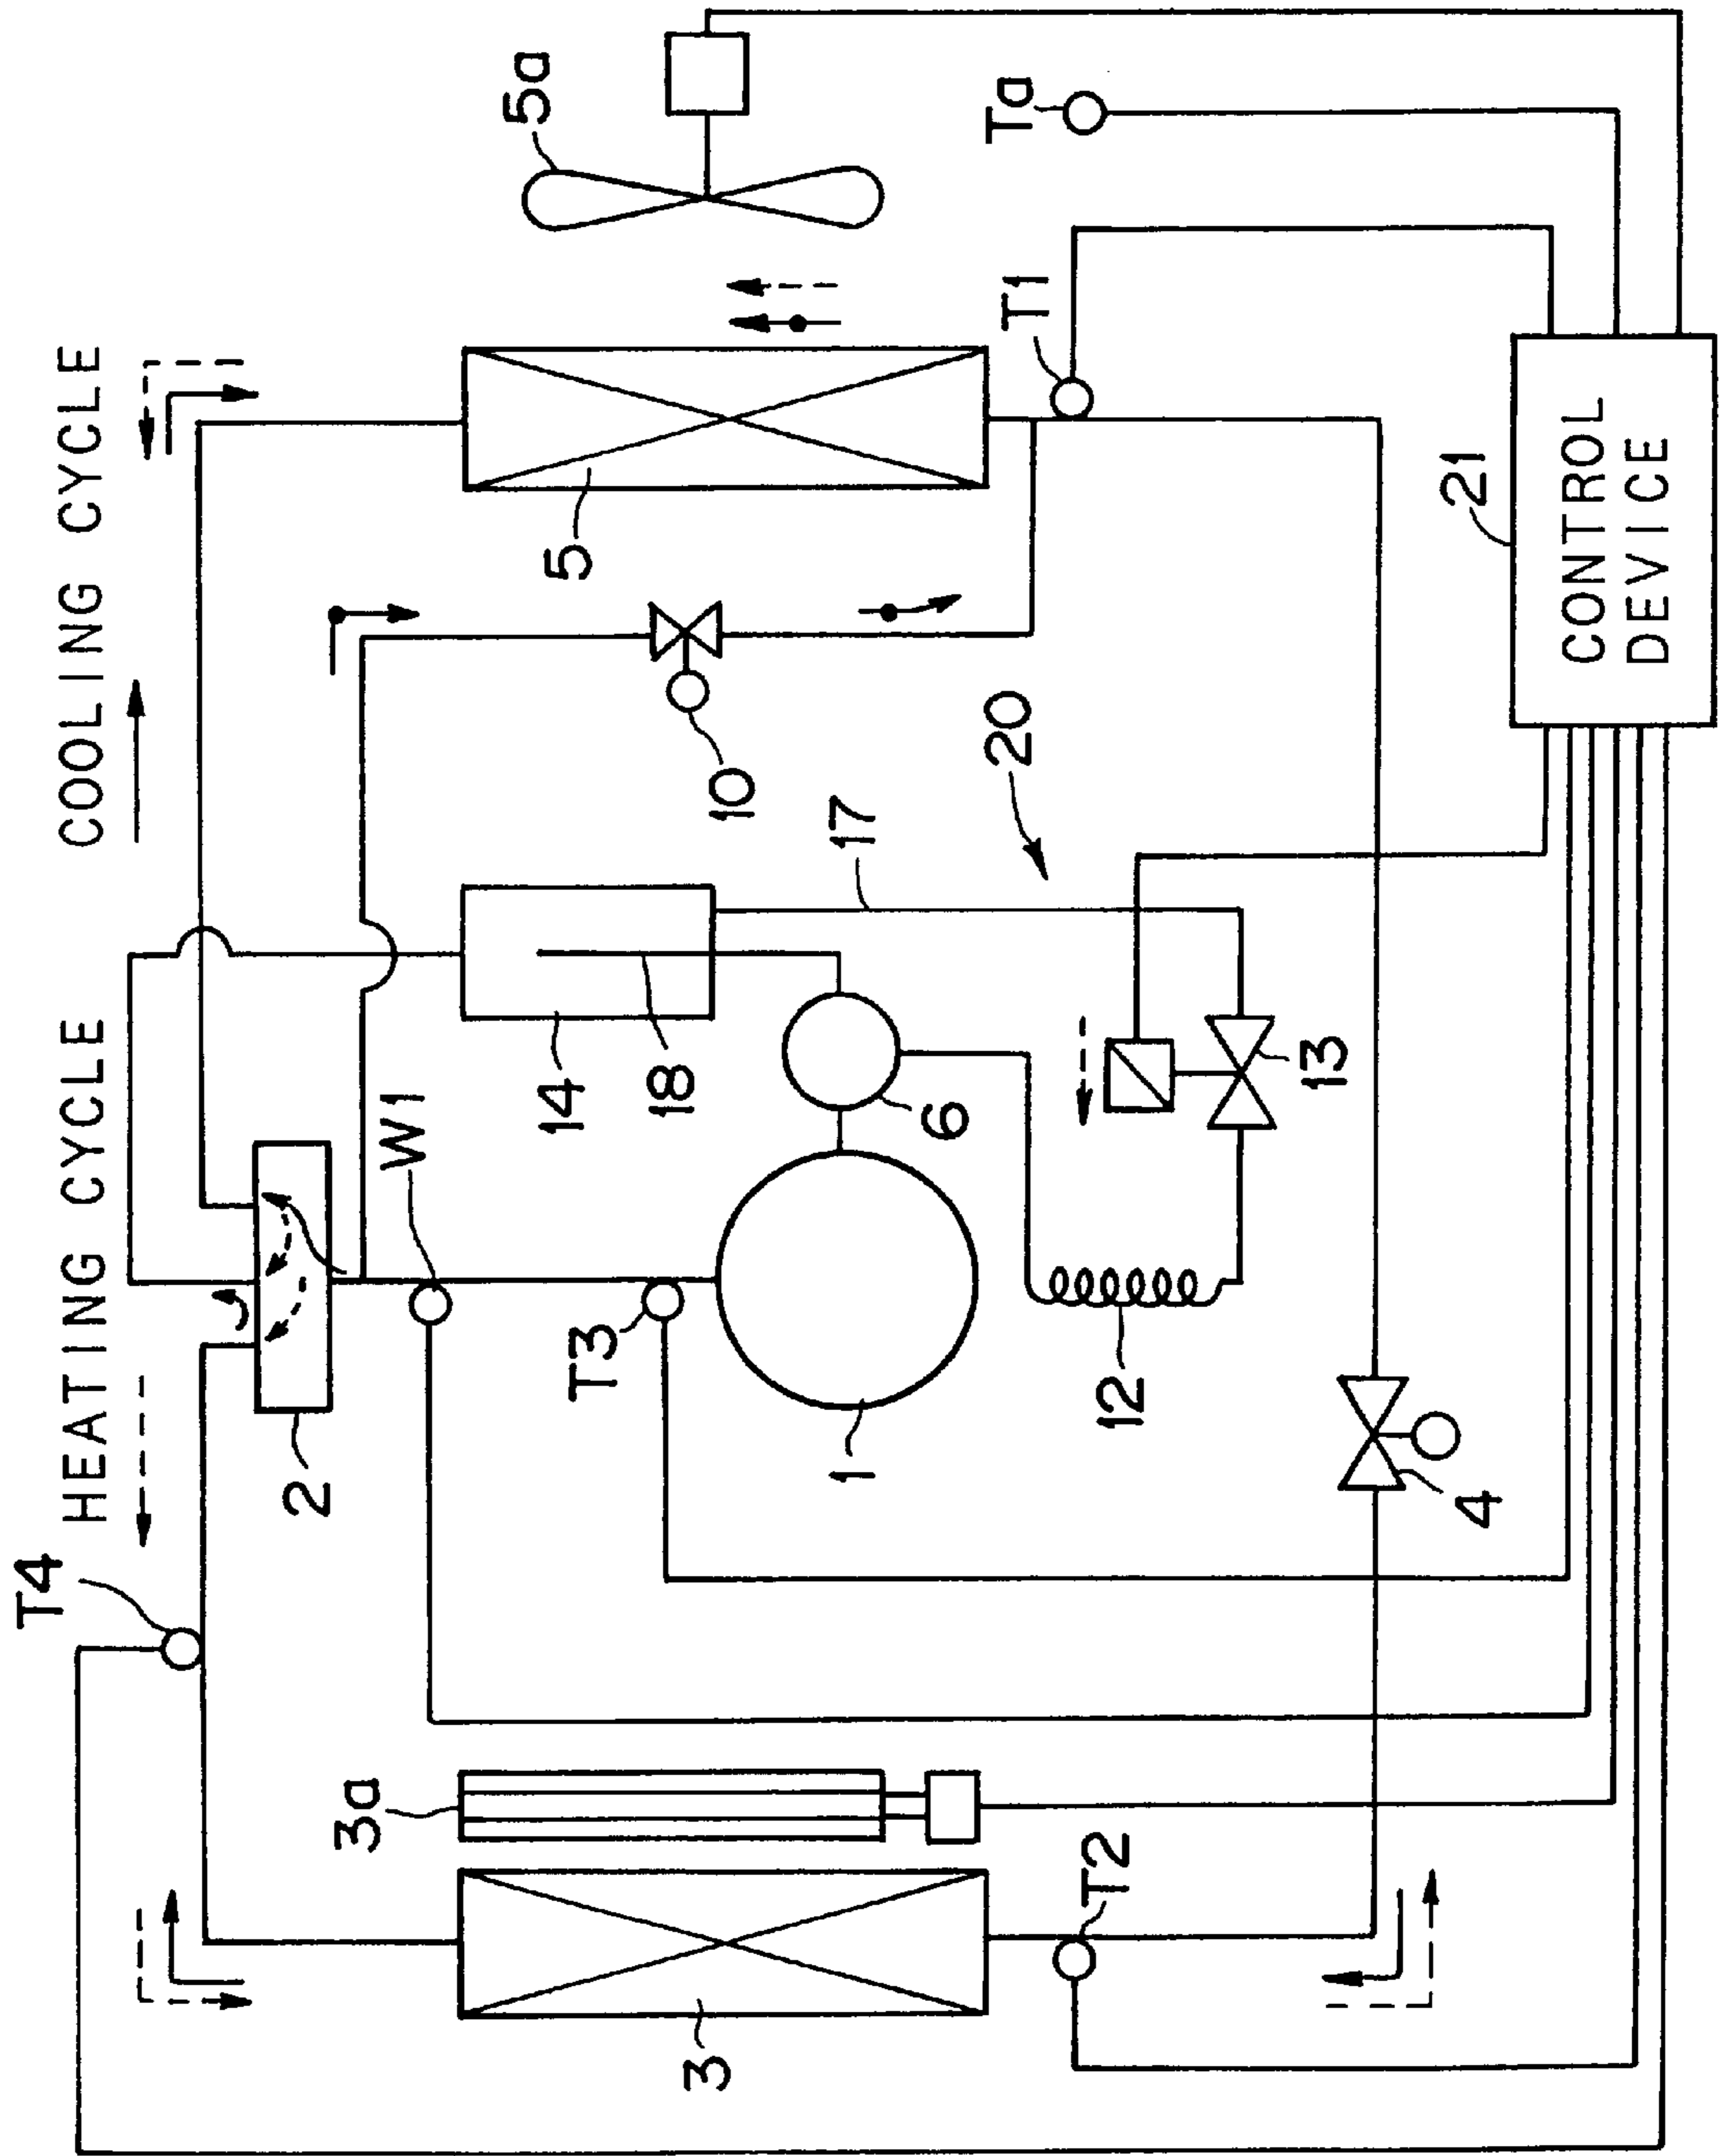 HEATING CYCLE
COOLING CYCLE
T4
2
W1
T3
1
14
18
6
17
20
10
5
5a
Ta
T1
12
13
4
3a
3
T2
21
CONTROL
DEVICE